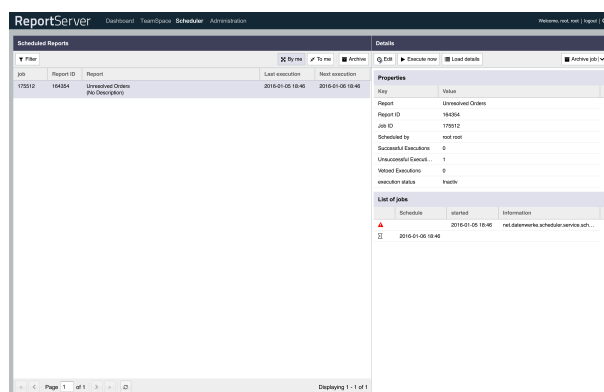 ReportServer Dashboard TeamSpace Scheduler Administration Welcome, root, root | logout |
Scheduled Reports
Filter By me To me Archive
job Report ID Report Last execution Next execution
175512 164354 Unresolved Orders 2016-01-05 18:46 2016-01-06 18:46
(No Description)
Page 1 of 1 Displaying 1 - 1 of 1
Details
Edit Execute now Load details Archive job
Properties
Key Value
Report Unresolved Orders
Report ID 164354
Job ID 175512
Scheduled by root root
Successful Executions 0
Unsuccessful Executi... 1
Vetoed Executions 0
execution status Inactiv
List of jobs
Schedule started Information
2016-01-05 18:46 net.datenwerke.scheduler.service.sch...
2016-01-06 18:46